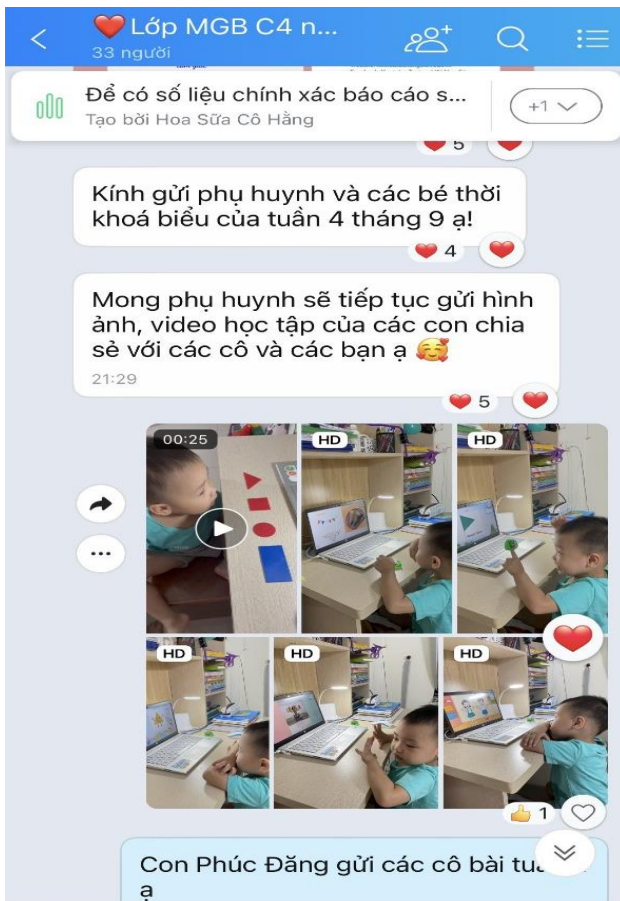 ❤️Lớp MGB C4 n...
33 người
Để có số liệu chính xác báo cáo s...
Tạo bởi Hoa Sữa Cô Hằng
+1
5
Kính gửi phụ huynh và các bé thời
khoá biểu của tuần 4 tháng 9 ạ!
4
Mong phụ huynh sẽ tiếp tục gửi hình
ảnh, video học tập của các con chia
sẻ với các cô và các bạn ạ 🥰
21:29
5
00:25
HD
HD
HD
HD
HD
1
Con Phúc Đăng gửi các cô bài
ạ